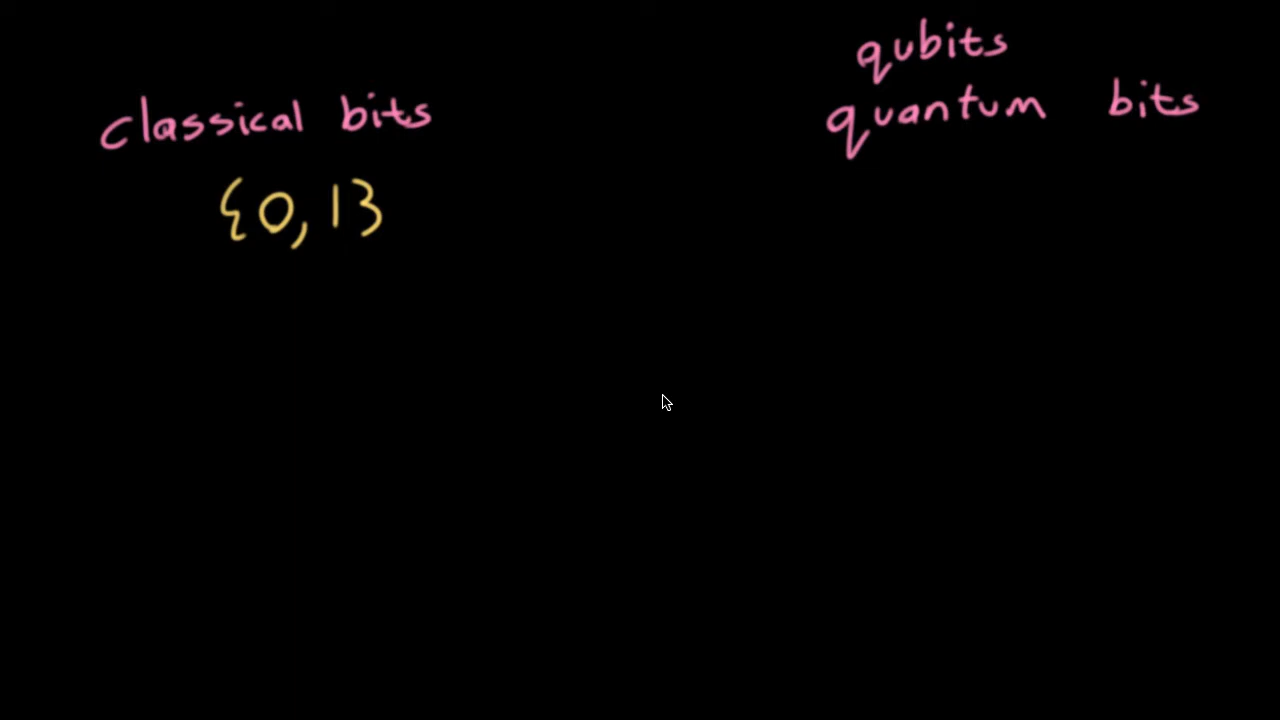 qubits
classical bits
quantum bits
{0,1}